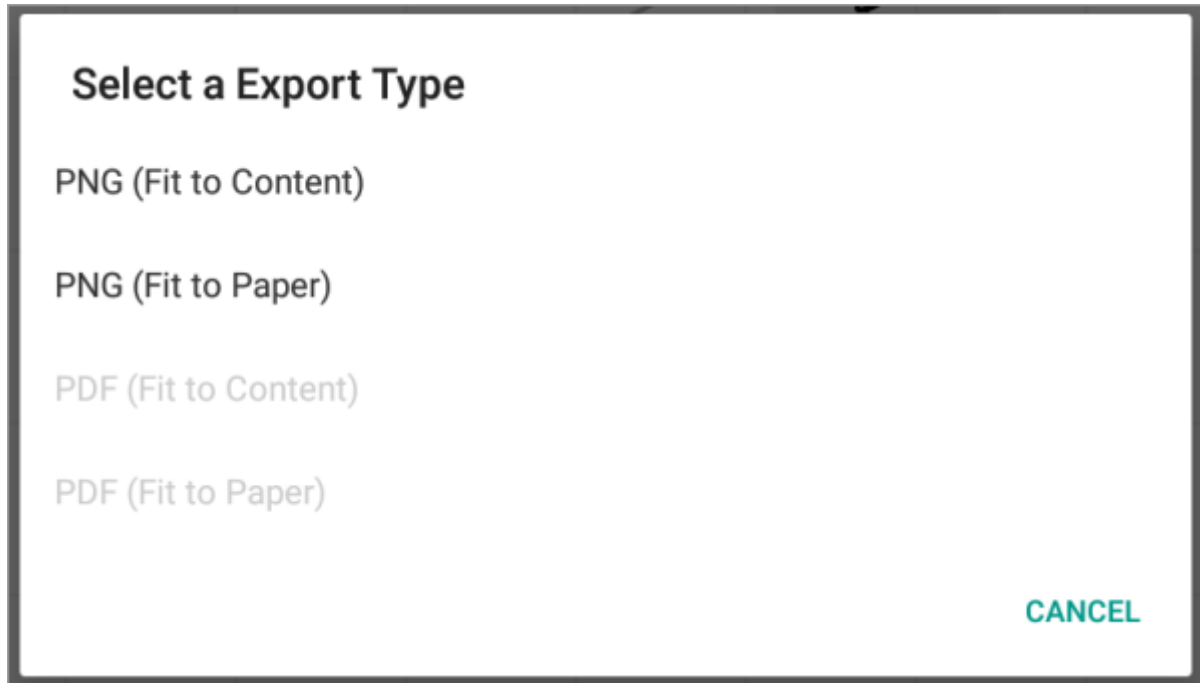 Select a Export Type
PNG (Fit to Content)
PNG (Fit to Paper)
PDF (Fit to Content)
PDF (Fit to Paper)
CANCEL